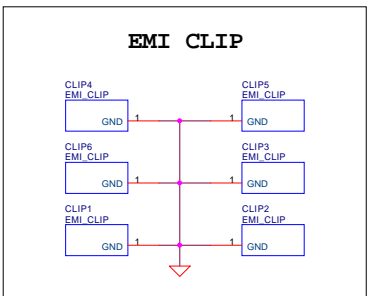 EMI CLIP
CLIP4
EMI_CLIP
GND 1
CLIP5
EMI_CLIP
1 GND
CLIP6
EMI_CLIP
GND 1
CLIP3
EMI_CLIP
1 GND
CLIP1
EMI_CLIP
GND 1
CLIP2
EMI_CLIP
1 GND